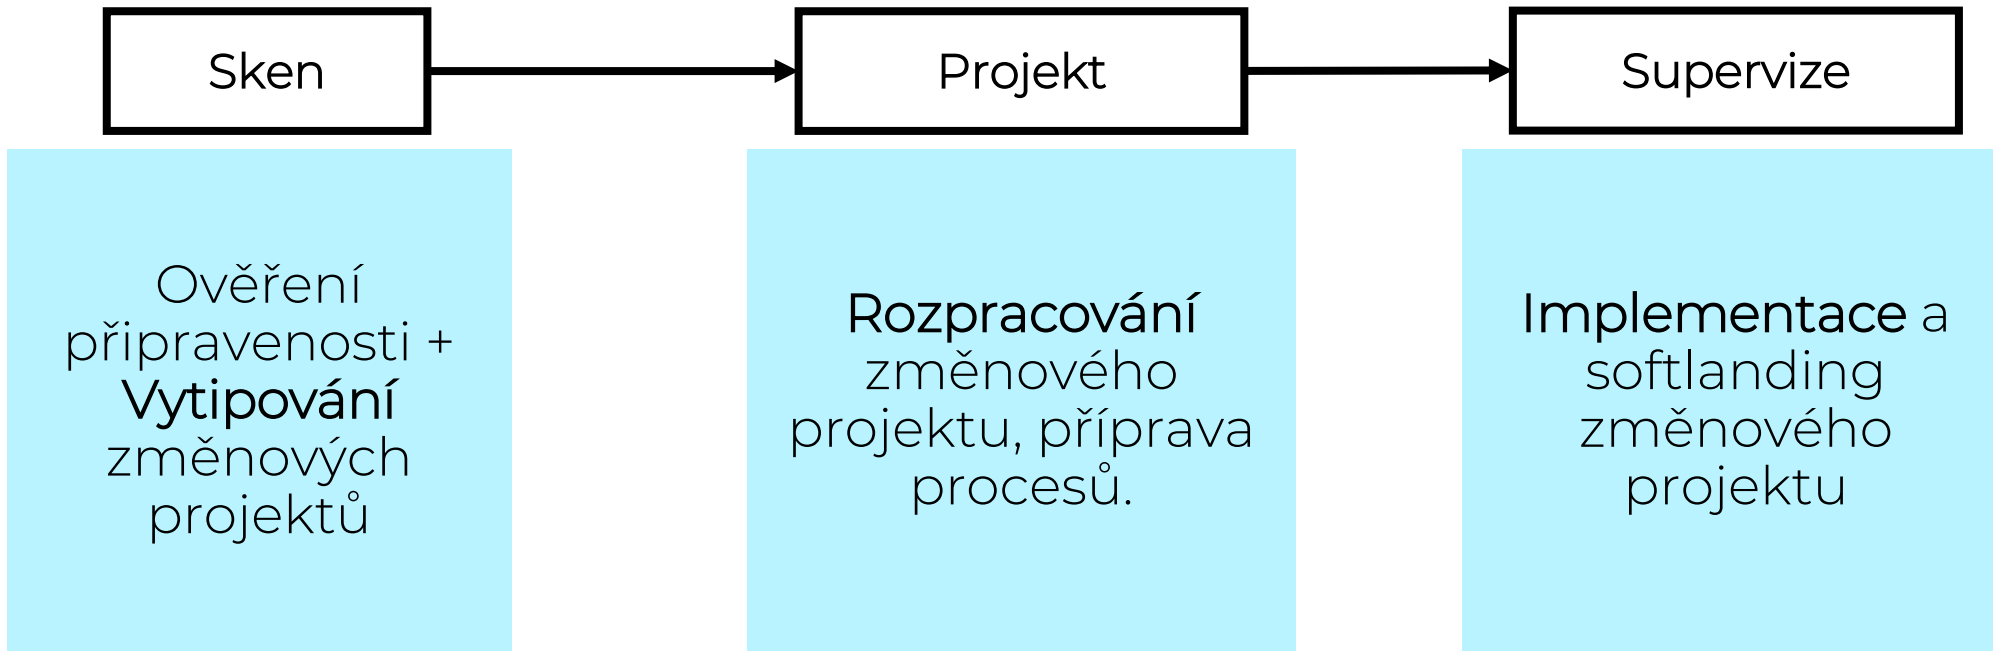 Sken
Projekt
Supervize
Ověření
připravenosti +
Vytipování
změnových
projektů
Rozpracování
změnového
projektu, příprava
procesů.
Implementace a
softlanding
změnového
projektu